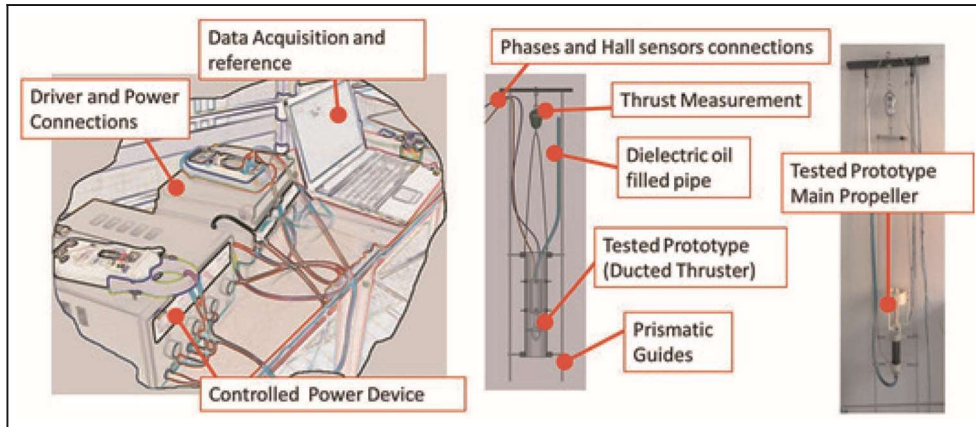 Data Acquisition and
reference
Driver and Power
Connections
Controlled  Power Device
Phases and Hall sensors connections
Thrust Measurement
Dielectric oil
filled pipe
Tested Prototype
(Ducted Thruster)
Prismatic
Guides
Tested Prototype
Main Propeller